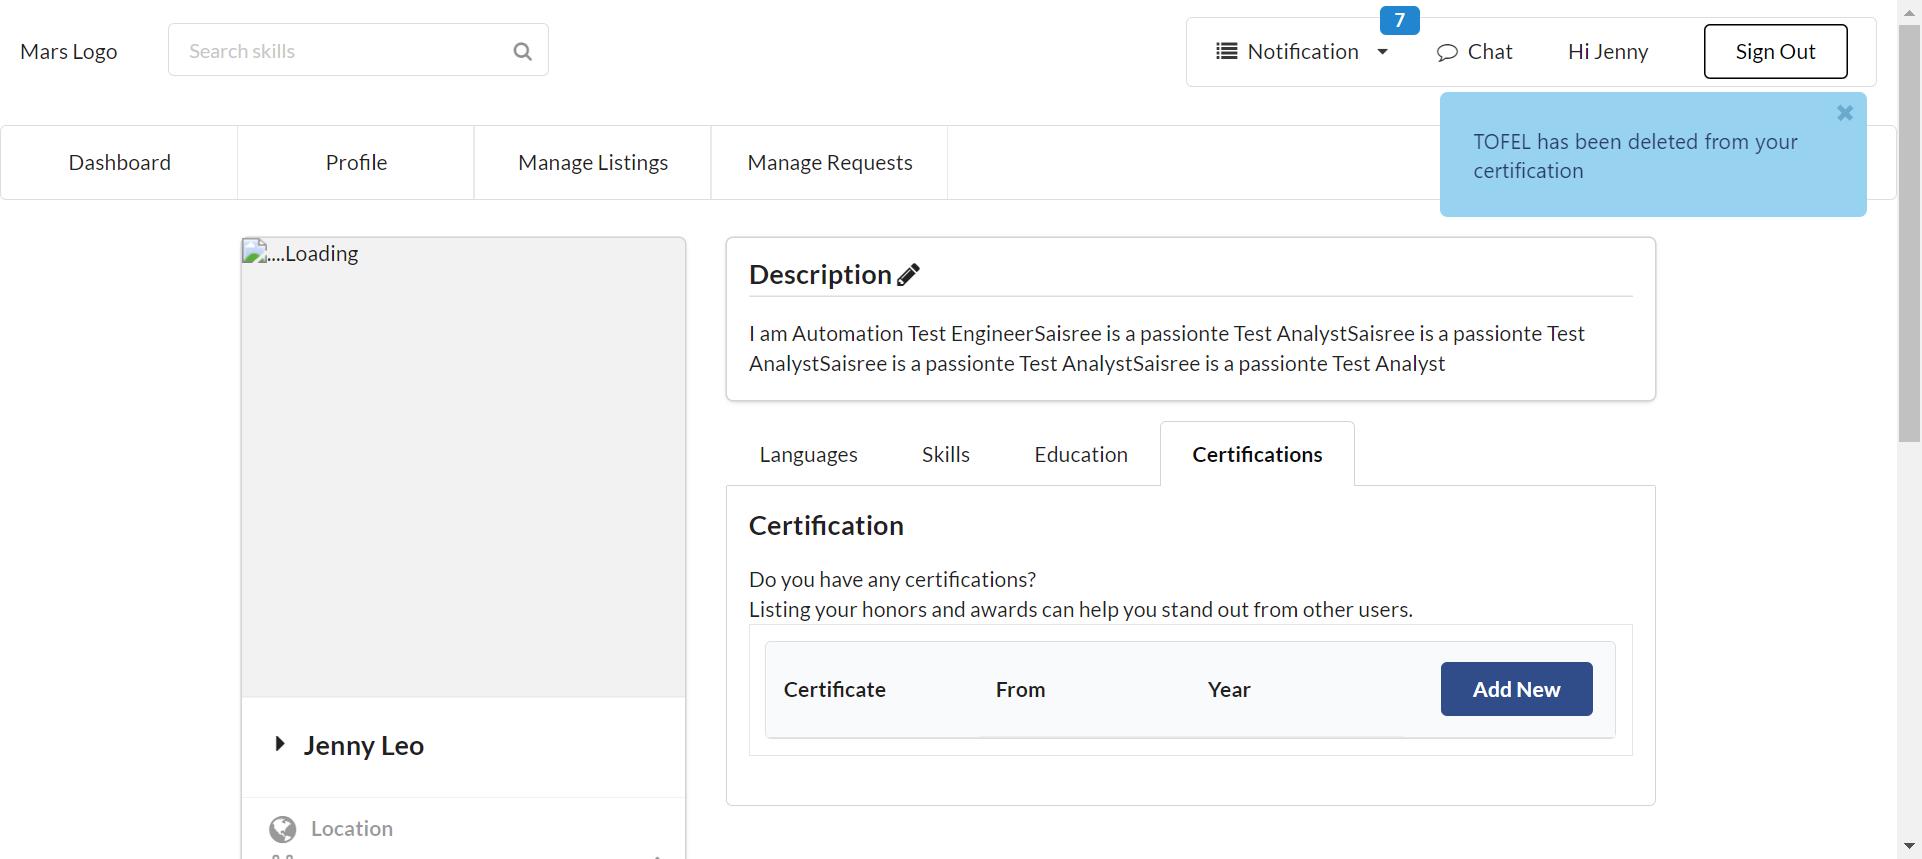 7
Mars Logo
Search skills
Notification
Chat
Hi Jenny
Sign Out
TOFEL has been deleted from your
certification
Dashboard
Profile
Manage Listings
Manage Requests
....Loading
Description
I am Automation Test EngineerSaisree is a passionte Test AnalystSaisree is a passionte Test
AnalystSaisree is a passionte Test AnalystSaisree is a passionte Test Analyst
Languages
Skills
Education
Certifications
Certification
Do you have any certifications?
Listing your honors and awards can help you stand out from other users.
Certificate
From
Year
Add New
Jenny Leo
Location